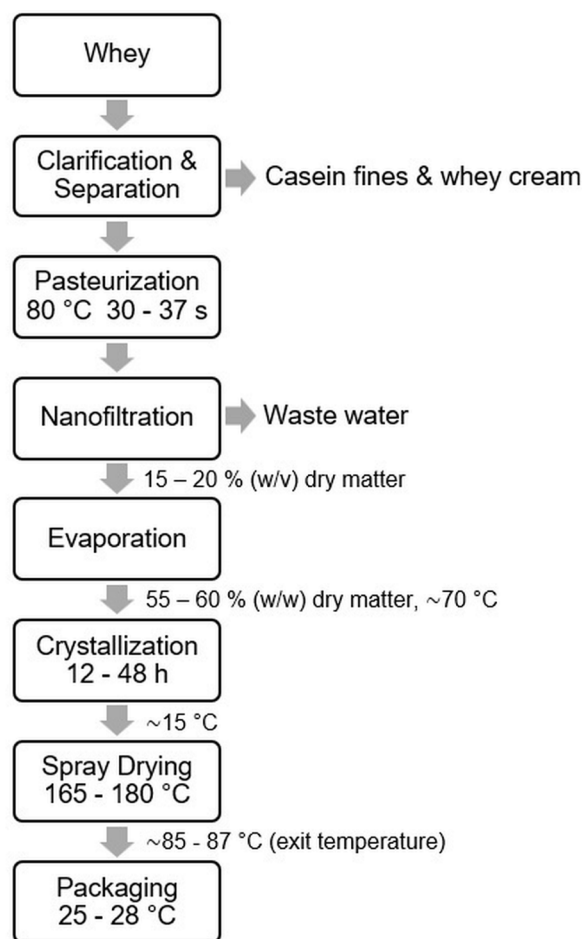 Whey
Clarification &
Separation
Casein fines & whey cream
Pasteurization
80 °C 30 - 37 s
Nanofiltration
Waste water
15 – 20 % (w/v) dry matter
Evaporation
55 – 60 % (w/w) dry matter, ~70 °C
Crystallization
12 - 48 h
~15 °C
Spray Drying
165 - 180 °C
~85 - 87 °C (exit temperature)
Packaging
25 - 28 °C